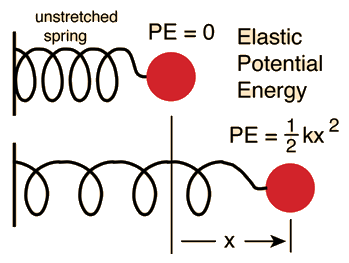 unstretched
spring
PE = 0
Elastic
Potential
Energy
PE = 1/2 kx²
x